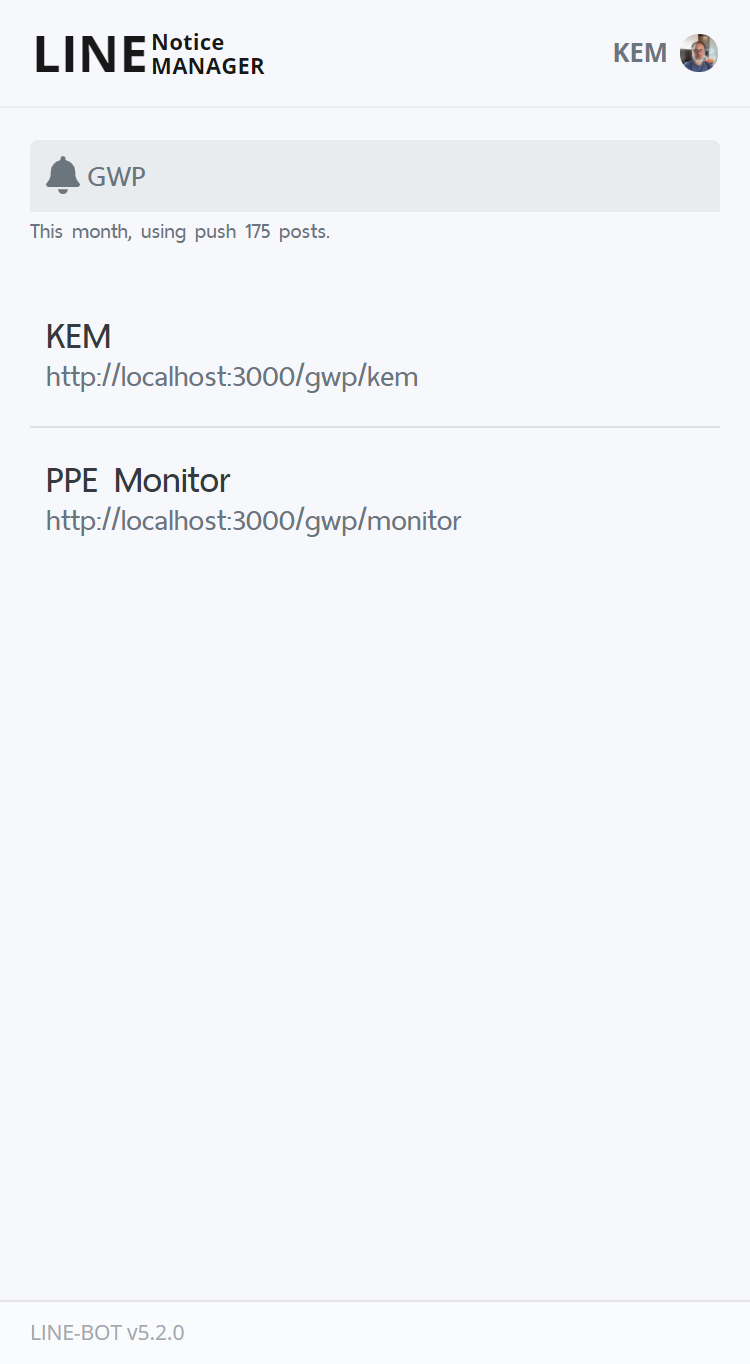 LINE Notice
MANAGER
KEM
GWP
This month, using push 175 posts.
KEM
http://localhost:3000/gwp/kem
PPE Monitor
http://localhost:3000/gwp/monitor
LINE-BOT v5.2.0